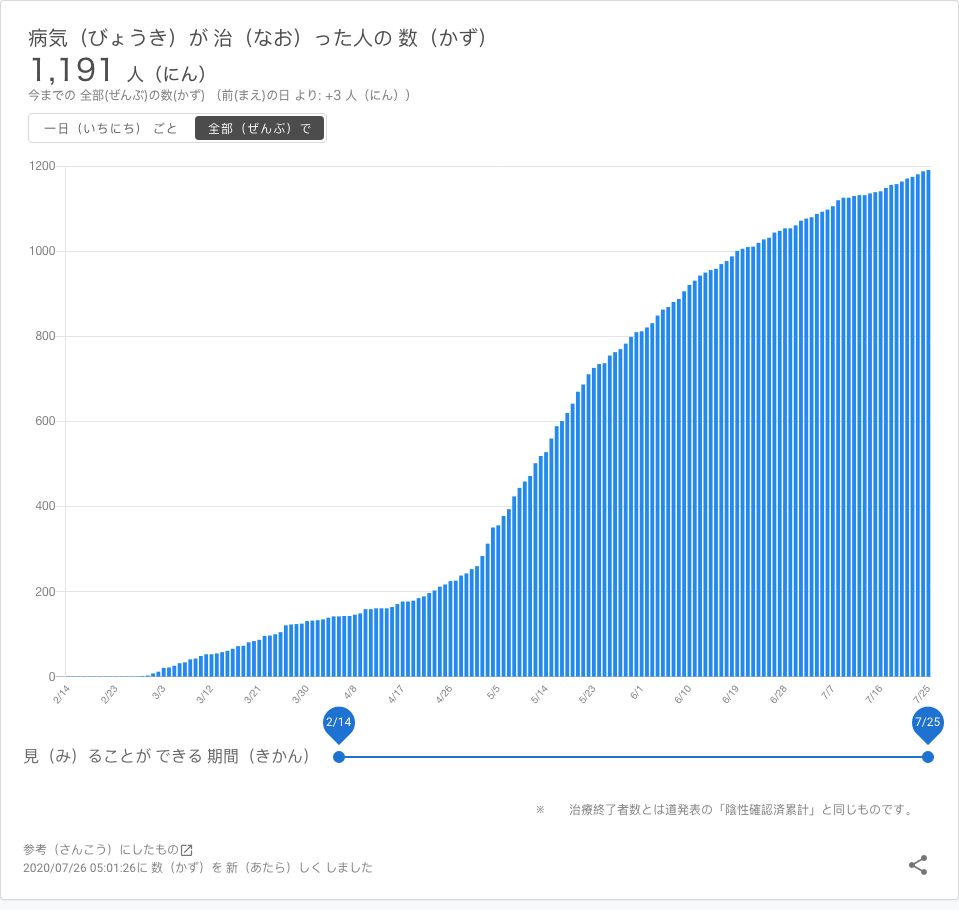 病気（びょうき）が 治（なお）った人の 数（かず）
1,191 人（にん）
今までの 全部(ぜんぶ)の数(かず) （前(まえ)の日 より: +3 人（にん））
一日（いちにち） ごと 全部（ぜんぶ）で
1200
1000
800
600
400
200
0
2/14 2/23 3/3 3/12 3/21 3/30 4/8 4/17 4/26 5/5 5/14 5/23 6/1 6/10 6/19 6/28 7/7 7/16 7/25
2/14 7/25
見（み）ることが できる 期間（きかん）
※ 治療終了者数とは道発表の「陰性確認済累計」と同じものです。
参考（さんこう）にしたもの
2020/07/26 05:01:26に 数（かず）を 新（あたら）しく しました